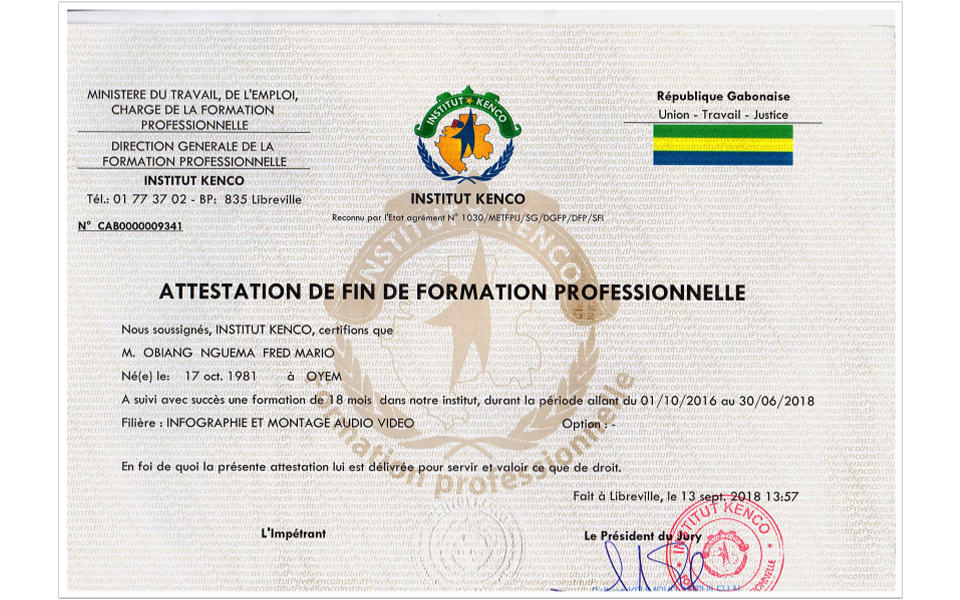 MINISTERE DU TRAVAIL, DE L'EMPLOI,
CHARGE DE LA FORMATION
PROFESSIONNELLE
DIRECTION GENERALE DE LA
FORMATION PROFESSIONNELLE
INSTITUT KENCO
Tél.: 01 77 37 02 - BP: 835 Libreville
N° CAB0000009341
INSTITUT KENCO
INSTITUT KENCO
Reconnu par l'Etat agrément N° 1030/METFPIJ/SG/DGFP/DFP/SFI
République Gabonaise
Union - Travail - Justice
INSTITUT KENCO
formation professionnelle
ATTESTATION DE FIN DE FORMATION PROFESSIONNELLE
Nous soussignés, INSTITUT KENCO, certifions que
M. OBIANG NGUEMA FRED MARIO
Né(e) le: 17 oct. 1981 à OYEM
A suivi avec succès une formation de 18 mois dans notre institut, durant la période allant du 01/10/2016 au 30/06/2018
Filière : INFOGRAPHIE ET MONTAGE AUDIO VIDEO Option : -
En foi de quoi la présente attestation lui est délivrée pour servir et valoir ce que de droit.
Fait à Libreville, le 13 sept. 2018 13:57
L'Impétrant
Le Président du Jury
INSTITUT KENCO